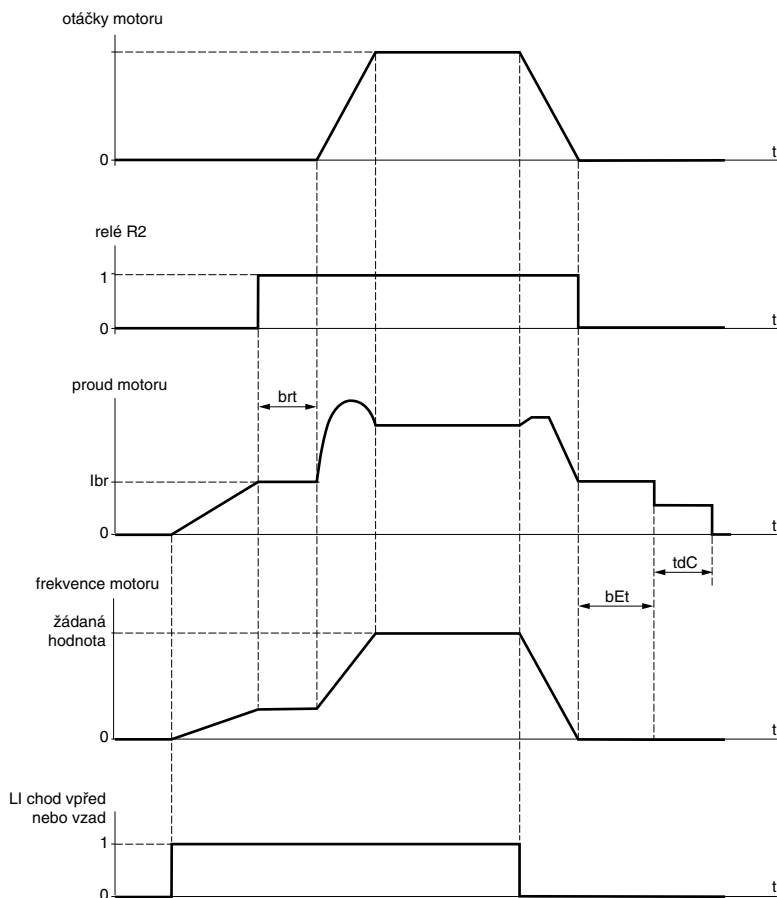 otáčky motoru
0
t
relé R2
1
0
t
proud motoru
brt
Ibr
0
t
tdC
bEt
frekvence motoru
žádaná
hodnota
0
t
LI chod vpřed
nebo vzad
1
0
t